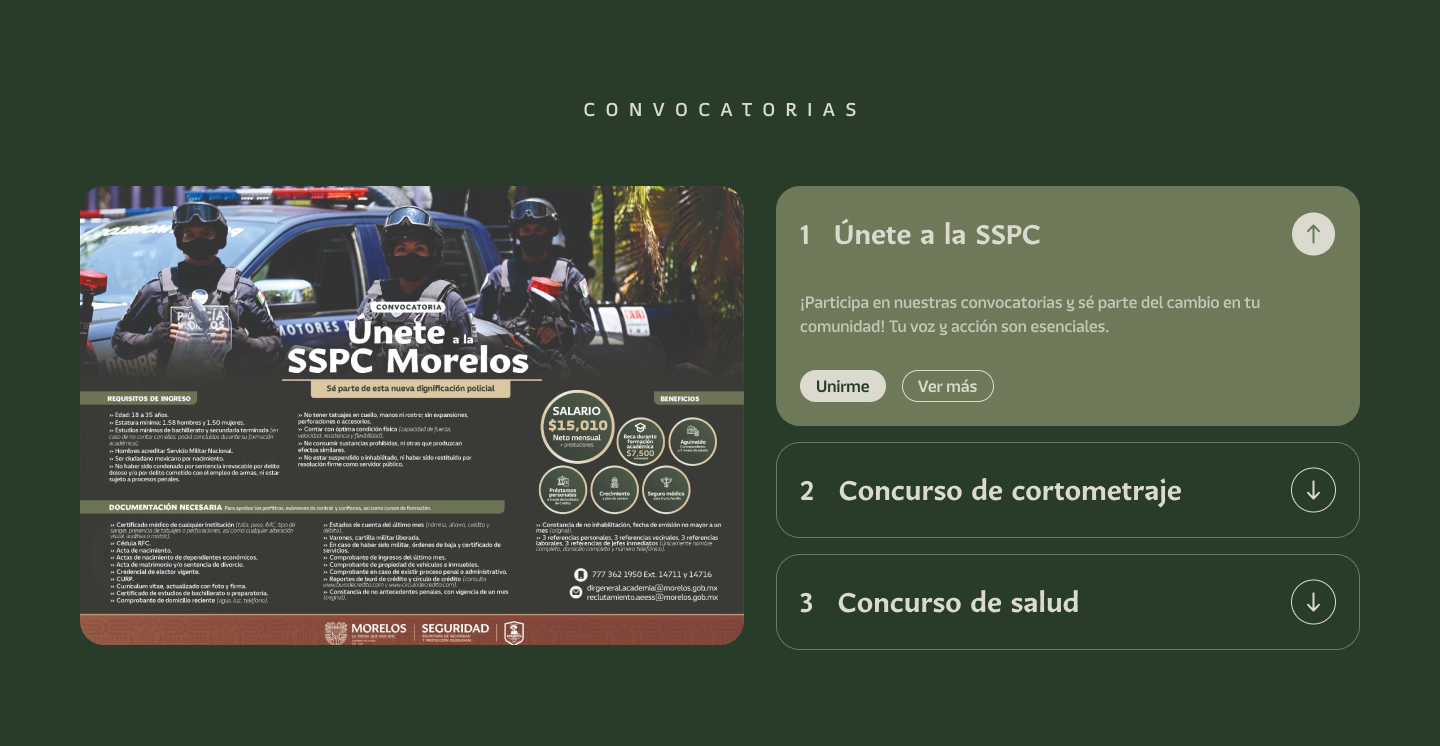 CONVOCATORIAS
CONVOCATORIA
Únete a la
SSPC Morelos
Sé parte de esta nueva dignificación policial
REQUISITOS DE INGRESO
›› Edad: 18 a 35 años.
›› Estatura mínima: 1.58 hombres y 1.50 mujeres.
›› Estudios mínimos de bachillerato y secundaria terminada (en
caso de no contar con ellos, podrá concluirlos durante su formación
académica).
›› Hombres acreditar Servicio Militar Nacional.
›› Ser ciudadano mexicano por nacimiento.
›› No haber sido condenado por sentencia irrevocable por delito
doloso y/o por delito cometido con el empleo de armas, ni estar
sujeto a procesos penales.
›› No tener tatuajes en cuello, manos ni rostro; sin expansiones,
perforaciones o accesorios.
›› Contar con óptima condición física (capacidad de fuerza,
velocidad, resistencia y flexibilidad).
›› No consumir sustancias prohibidas, ni otras que produzcan
efectos similares.
›› No estar suspendido o inhabilitado, ni haber sido restituido por
resolución firme como servidor público.
BENEFICIOS
SALARIO
$15,010
Neto mensual
+ prestaciones
Beca durante
formación
académica
$7,500
Aguinaldo
Préstamos
personales
Crecimiento
Seguro médico
DOCUMENTACIÓN NECESARIA Para aprobar los prefiltros, exámenes de control y confianza, así como cursos de formación.
›› Certificado médico de cualquier institución (talla, peso, IMC, tipo de
sangre, presencia de tatuajes o perforaciones, así como cualquier alteración
visual, auditiva o motriz).
›› Cédula RFC.
›› Acta de nacimiento.
›› Actas de nacimiento de dependientes económicos.
›› Acta de matrimonio y/o sentencia de divorcio.
›› Credencial de elector vigente.
›› CURP.
›› Currículum vitae, actualizado con foto y firma.
›› Certificado de estudios de bachillerato o preparatoria.
›› Comprobante de domicilio reciente (agua, luz, teléfono).
›› Estados de cuenta del último mes (nómina, ahorro, crédito y
débito).
›› Varones, cartilla militar liberada.
›› En caso de haber sido militar, órdenes de baja y certificado de
servicios.
›› Comprobante de ingresos del último mes.
›› Comprobante de propiedad de vehículos e inmuebles.
›› Comprobante en caso de existir proceso penal o administrativo.
›› Reportes de buró de crédito y círculo de crédito (consulta
www.burodecredito.com y www.circulodecredito.com).
›› Constancia de no antecedentes penales, con vigencia de un mes
(original).
›› Constancia de no inhabilitación, fecha de emisión no mayor a un
mes (original).
›› 3 referencias personales, 3 referencias vecinales, 3 referencias
laborales, 3 referencias de jefes inmediatos (únicamente nombre
completo, domicilio completo y número telefónico).
777 362 1950 Ext. 14711 y 14716
dirgeneral.academia@morelos.gob.mx
reclutamiento.aeess@morelos.gob.mx
MORELOS
SEGURIDAD
1 Únete a la SSPC
¡Participa en nuestras convocatorias y sé parte del cambio en tu
comunidad! Tu voz y acción son esenciales.
Unirme
Ver más
2 Concurso de cortometraje
3 Concurso de salud